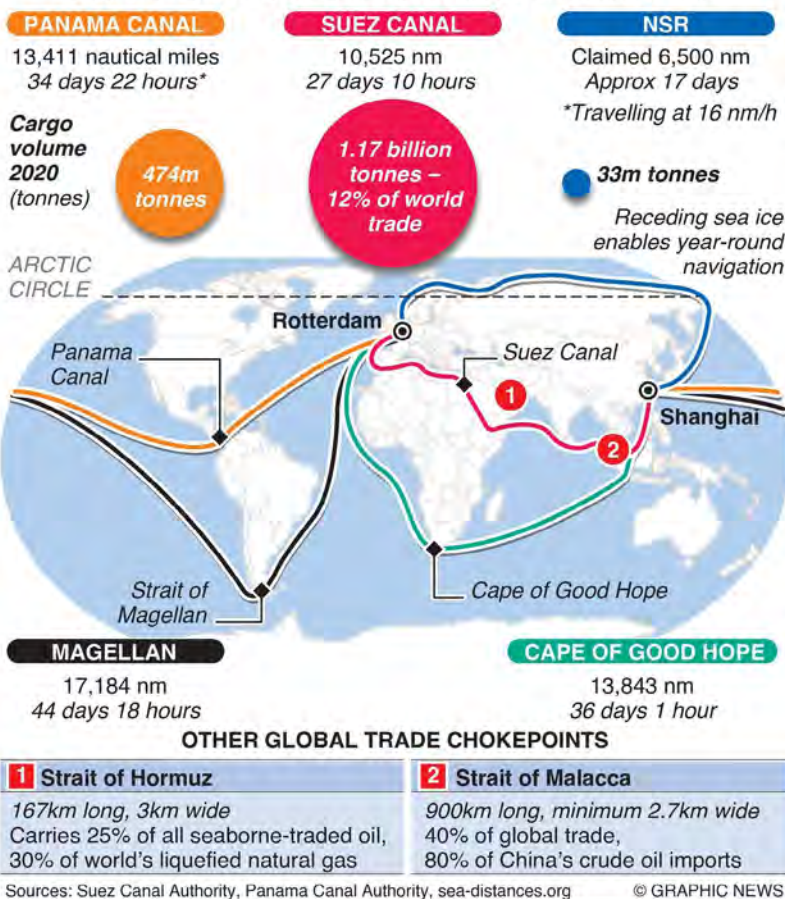 PANAMA CANAL
13,411 nautical miles
34 days 22 hours*
SUEZ CANAL
10,525 nm
27 days 10 hours
NSR
Claimed 6,500 nm
Approx 17 days
*Travelling at 16 nm/h
Cargo
volume
2020
(tonnes)
474m
tonnes
1.17 billion
tonnes –
12% of world
trade
33m tonnes
Receding sea ice
enables year-round
navigation
ARCTIC
CIRCLE
Rotterdam
Panama
Canal
Suez Canal
1
Shanghai
2
Strait of
Magellan
Cape of Good Hope
MAGELLAN
17,184 nm
44 days 18 hours
CAPE OF GOOD HOPE
13,843 nm
36 days 1 hour
OTHER GLOBAL TRADE CHOKEPOINTS
1 Strait of Hormuz
167km long, 3km wide
Carries 25% of all seaborne-traded oil,
30% of world's liquefied natural gas
2 Strait of Malacca
900km long, minimum 2.7km wide
40% of global trade,
80% of China's crude oil imports
Sources: Suez Canal Authority, Panama Canal Authority, sea-distances.org
© GRAPHIC NEWS